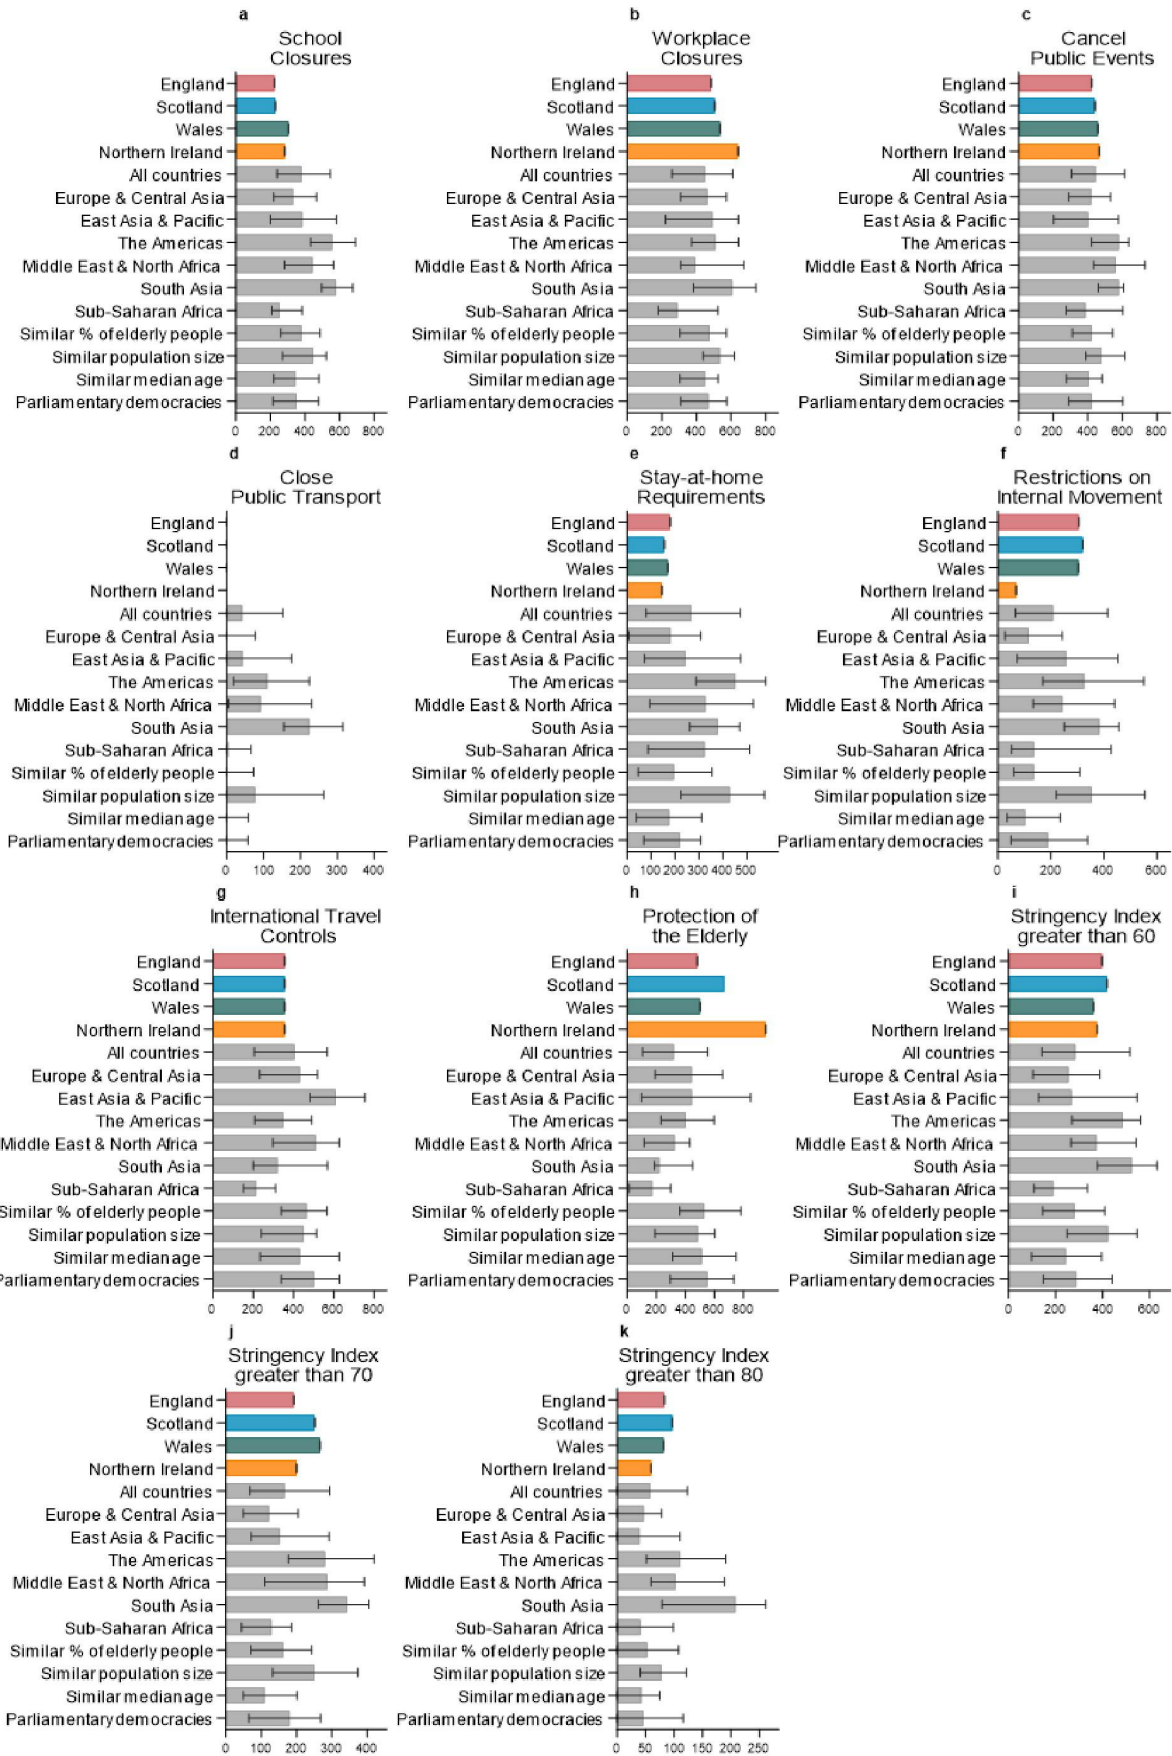 a
School
Closures
England
Scotland
Wales
Northern Ireland
All countries
Europe & Central Asia
East Asia & Pacific
The Americas
Middle East & North Africa
South Asia
Sub-Saharan Africa
Similar % of elderly people
Similar population size
Similar median age
Parliamentary democracies
0 200 400 600 800
b
Workplace
Closures
England
Scotland
Wales
Northern Ireland
All countries
Europe & Central Asia
East Asia & Pacific
The Americas
Middle East & North Africa
South Asia
Sub-Saharan Africa
Similar % of elderly people
Similar population size
Similar median age
Parliamentary democracies
0 200 400 600 800
c
Cancel
Public Events
England
Scotland
Wales
Northern Ireland
All countries
Europe & Central Asia
East Asia & Pacific
The Americas
Middle East & North Africa
South Asia
Sub-Saharan Africa
Similar % of elderly people
Similar population size
Similar median age
Parliamentary democracies
0 200 400 600 800
d
Close
Public Transport
England
Scotland
Wales
Northern Ireland
All countries
Europe & Central Asia
East Asia & Pacific
The Americas
Middle East & North Africa
South Asia
Sub-Saharan Africa
Similar % of elderly people
Similar population size
Similar median age
Parliamentary democracies
0 100 200 300 400
e
Stay-at-home
Requirements
England
Scotland
Wales
Northern Ireland
All countries
Europe & Central Asia
East Asia & Pacific
The Americas
Middle East & North Africa
South Asia
Sub-Saharan Africa
Similar % of elderly people
Similar population size
Similar median age
Parliamentary democracies
0 100 200 300 400 500
f
Restrictions on
Internal Movement
England
Scotland
Wales
Northern Ireland
All countries
Europe & Central Asia
East Asia & Pacific
The Americas
Middle East & North Africa
South Asia
Sub-Saharan Africa
Similar % of elderly people
Similar population size
Similar median age
Parliamentary democracies
0 200 400 600
g
International Travel
Controls
England
Scotland
Wales
Northern Ireland
All countries
Europe & Central Asia
East Asia & Pacific
The Americas
Middle East & North Africa
South Asia
Sub-Saharan Africa
Similar % of elderly people
Similar population size
Similar median age
Parliamentary democracies
0 200 400 600 800
h
Protection of
the Elderly
England
Scotland
Wales
Northern Ireland
All countries
Europe & Central Asia
East Asia & Pacific
The Americas
Middle East & North Africa
South Asia
Sub-Saharan Africa
Similar % of elderly people
Similar population size
Similar median age
Parliamentary democracies
0 200 400 600 800
i
Stringency Index
greater than 60
England
Scotland
Wales
Northern Ireland
All countries
Europe & Central Asia
East Asia & Pacific
The Americas
Middle East & North Africa
South Asia
Sub-Saharan Africa
Similar % of elderly people
Similar population size
Similar median age
Parliamentary democracies
0 200 400 600
j
Stringency Index
greater than 70
England
Scotland
Wales
Northern Ireland
All countries
Europe & Central Asia
East Asia & Pacific
The Americas
Middle East & North Africa
South Asia
Sub-Saharan Africa
Similar % of elderly people
Similar population size
Similar median age
Parliamentary democracies
0 100 200 300 400
k
Stringency Index
greater than 80
England
Scotland
Wales
Northern Ireland
All countries
Europe & Central Asia
East Asia & Pacific
The Americas
Middle East & North Africa
South Asia
Sub-Saharan Africa
Similar % of elderly people
Similar population size
Similar median age
Parliamentary democracies
0 50 100 150 200 250